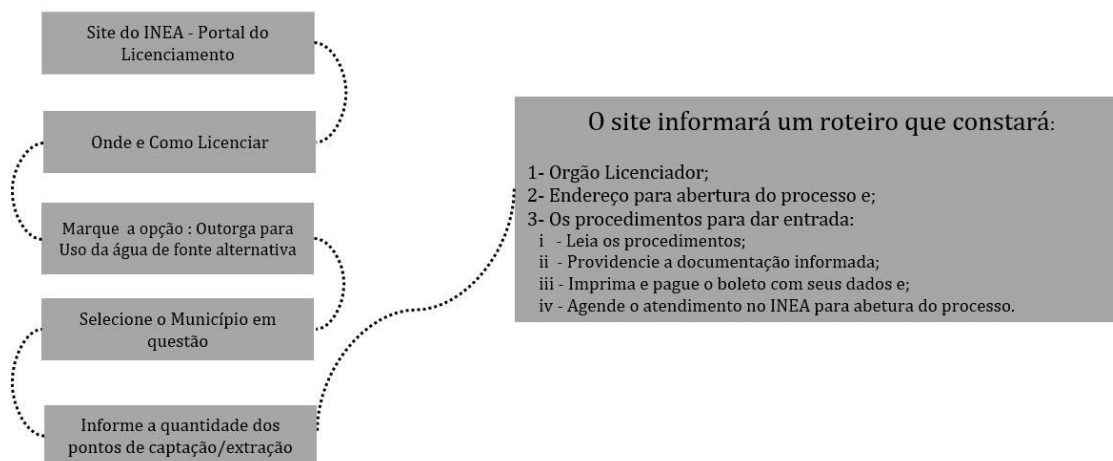 Site do INEA - Portal do
Licenciamento
Onde e Como Licenciar
Marque a opção : Outorga para
Uso da água de fonte alternativa
Selecione o Município em
questão
Informe a quantidade dos
pontos de captação/extração
O site informará um roteiro que constará:
1- Orgão Licenciador;
2- Endereço para abertura do processo e;
3- Os procedimentos para dar entrada:
i - Leia os procedimentos;
ii - Providencie a documentação informada;
iii - Imprima e pague o boleto com seus dados e;
iv - Agende o atendimento no INEA para abetura do processo.